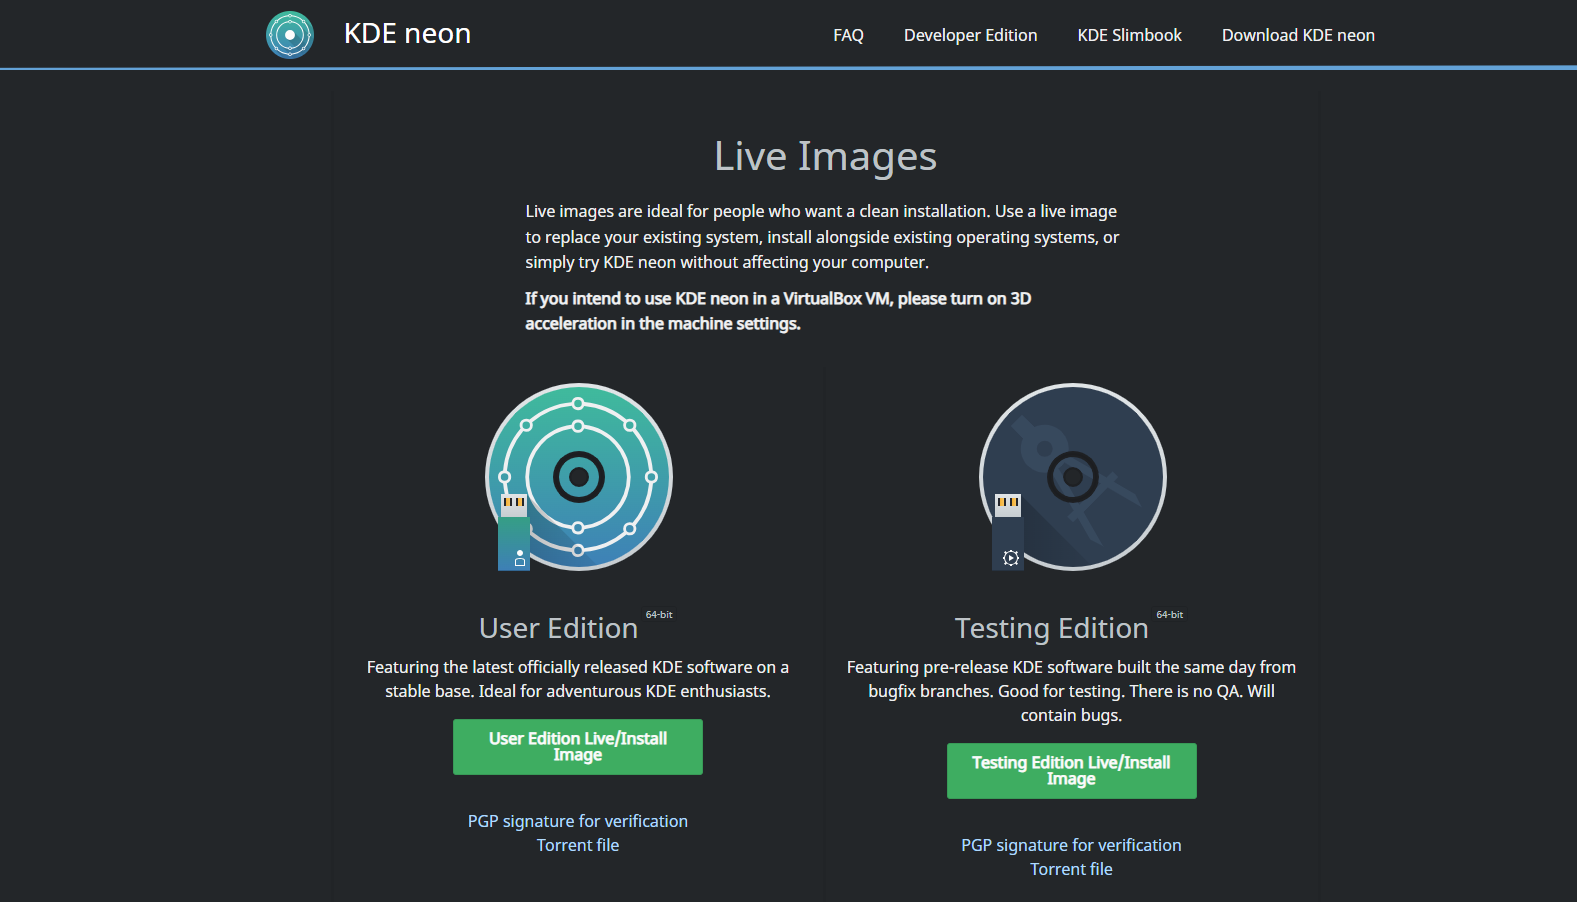 KDE neon
FAQ
Developer Edition
KDE Slimbook
Download KDE neon
Live Images
Live images are ideal for people who want a clean installation. Use a live image
to replace your existing system, install alongside existing operating systems, or
simply try KDE neon without affecting your computer.
If you intend to use KDE neon in a VirtualBox VM, please turn on 3D
acceleration in the machine settings.
User Edition 64-bit
Featuring the latest officially released KDE software on a
stable base. Ideal for adventurous KDE enthusiasts.
User Edition Live/Install
Image
PGP signature for verification
Torrent file
Testing Edition 64-bit
Featuring pre-release KDE software built the same day from
bugfix branches. Good for testing. There is no QA. Will
contain bugs.
Testing Edition Live/Install
Image
PGP signature for verification
Torrent file